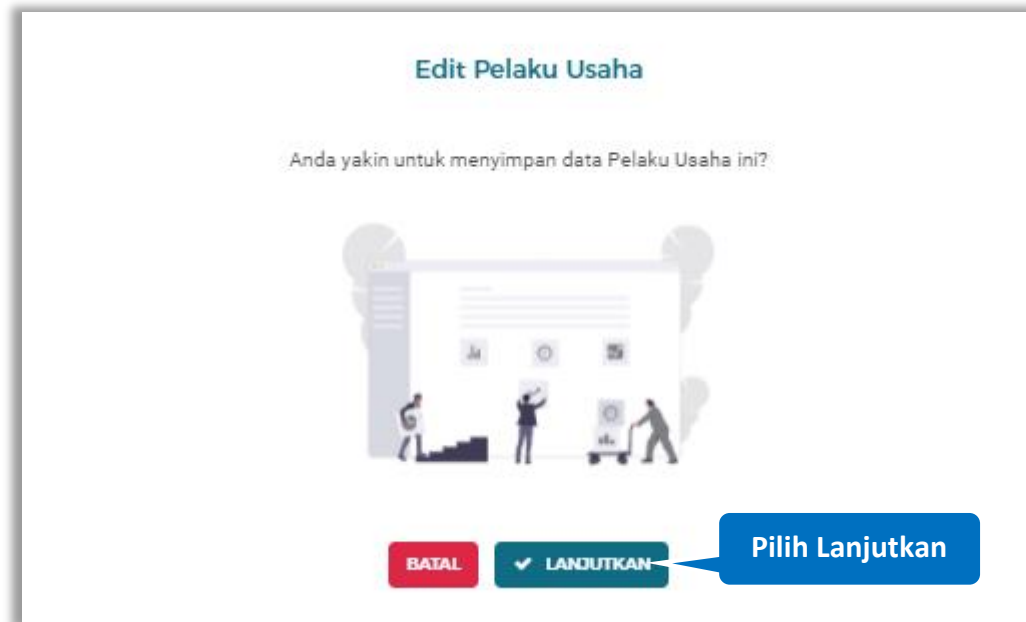 Edit Pelaku Usaha
Anda yakin untuk menyimpan data Pelaku Usaha ini?
BATAL
LANJUTKAN
Pilih Lanjutkan